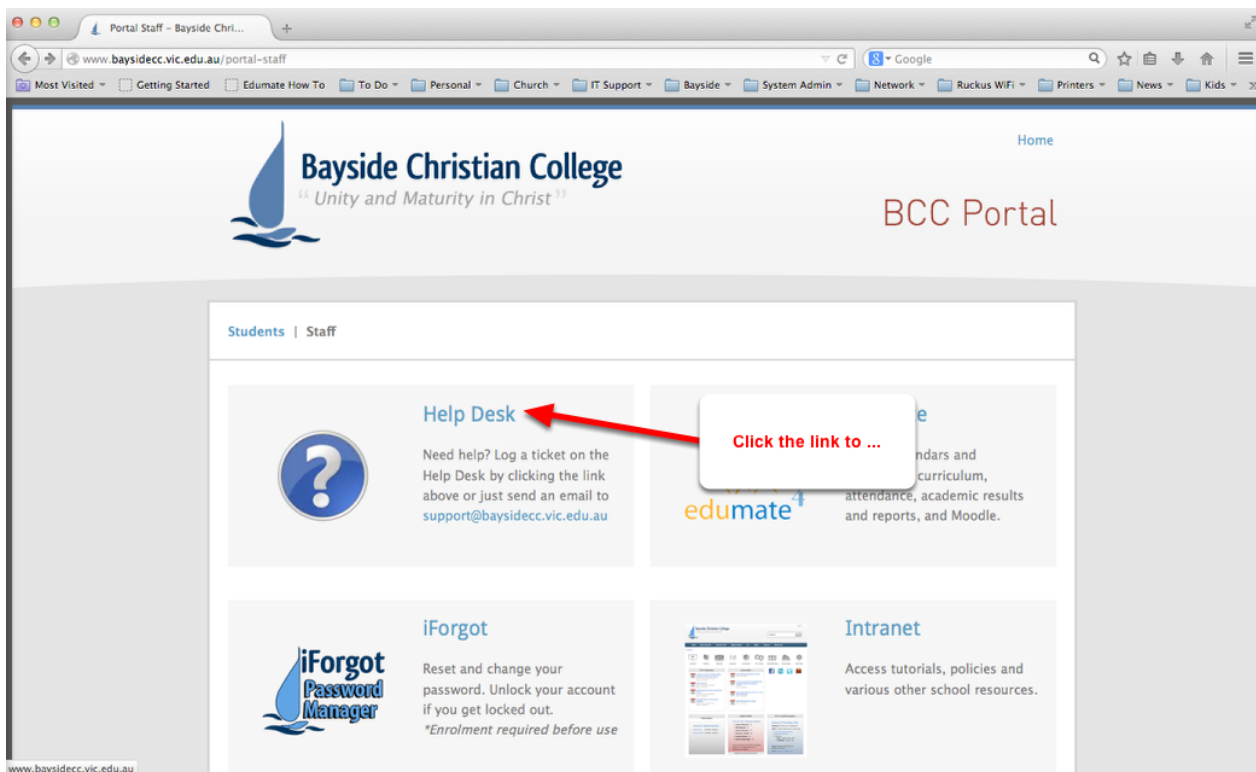 Portal Staff – Bayside Chri...
www.baysidecc.vic.edu.au/portal-staff
Google
Most Visited
Getting Started
Edumate How To
To Do
Personal
Church
IT Support
Bayside
System Admin
Network
Ruckus WiFi
Printers
News
Kids
Home
Bayside Christian College
“ Unity and Maturity in Christ ”
BCC Portal
Students | Staff
Help Desk
Need help? Log a ticket on the
Help Desk by clicking the link
above or just send an email to
support@baysidecc.vic.edu.au
Click the link to ...
e
ndars and
curriculum,
attendance, academic results
and reports, and Moodle.
edumate 4
iForgot
Password
Manager
iForgot
Reset and change your
password. Unlock your account
if you get locked out.
*Enrolment required before use
Intranet
Access tutorials, policies and
various other school resources.
www.baysidecc.vic.edu.au